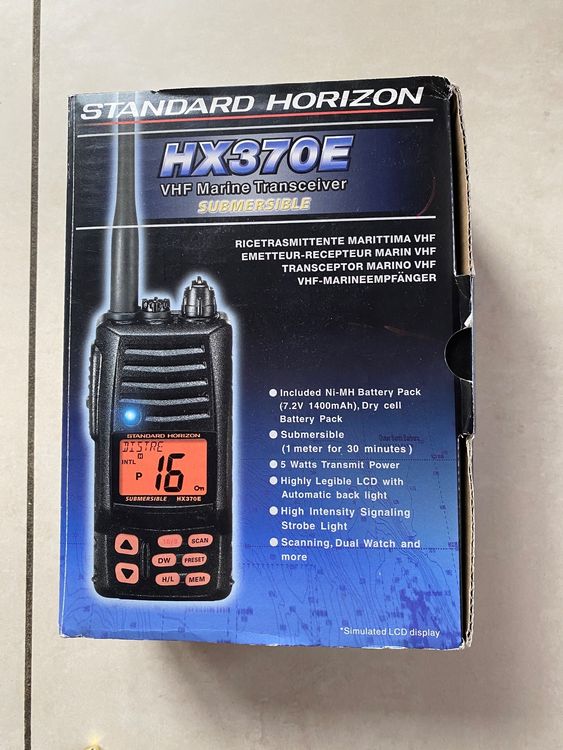 STANDARD HORIZON
HX370E
VHF Marine Transceiver
SUBMERSIBLE
RICETRASMITTENTE MARITTIMA VHF
EMETTEUR-RECEPTEUR MARIN VHF
TRANSCEPTOR MARINO VHF
VHF-MARINEEMPFÄNGER
Included Ni-MH Battery Pack
(7.2V 1400mAh), Dry cell
Battery Pack
Submersible
(1 meter for 30 minutes)
5 Watts Transmit Power
Highly Legible LCD with
Automatic back light
High Intensity Signaling
Strobe Light
Scanning, Dual Watch and
more
STANDARD HORIZON
DISTRE
INTL M
P 16
SUBMERSIBLE HX370E
SCAN
DW PRESET
H/L MEM
*Simulated LCD display